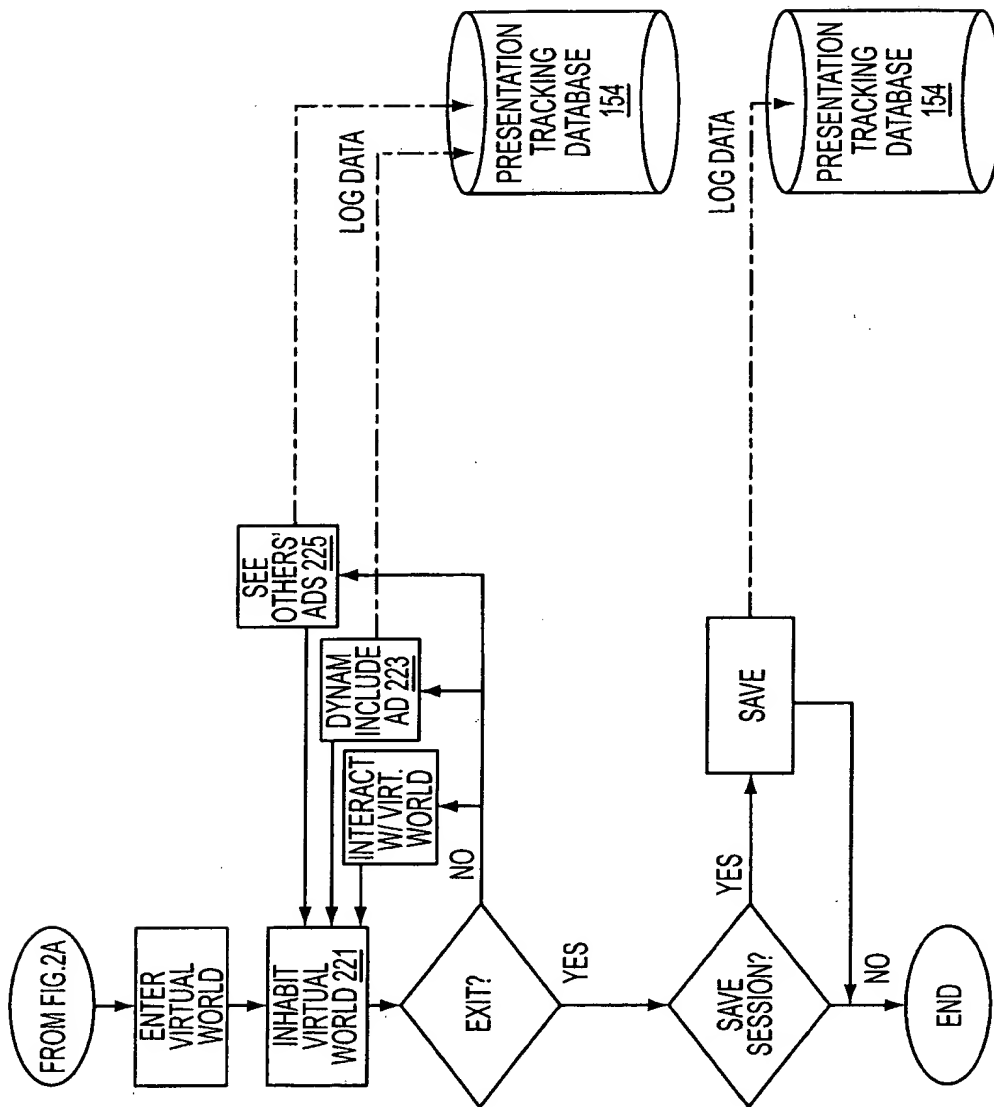 FROM FIG.2A
ENTER
VIRTUAL
WORLD
INHABIT
VIRTUAL
WORLD 221
INTERACT
W/ VIRT.
WORLD
DYNAM
INCLUDE
AD 223
SEE
OTHERS'
ADS 225
LOG DATA
PRESENTATION
TRACKING
DATABASE
154
EXIT?
NO
YES
SAVE
SESSION?
YES
SAVE
LOG DATA
PRESENTATION
TRACKING
DATABASE
154
NO
END